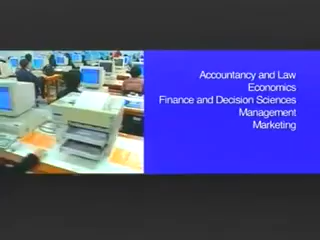 Accountancy and Law
Economics
Finance and Decision Sciences
Management
Marketing